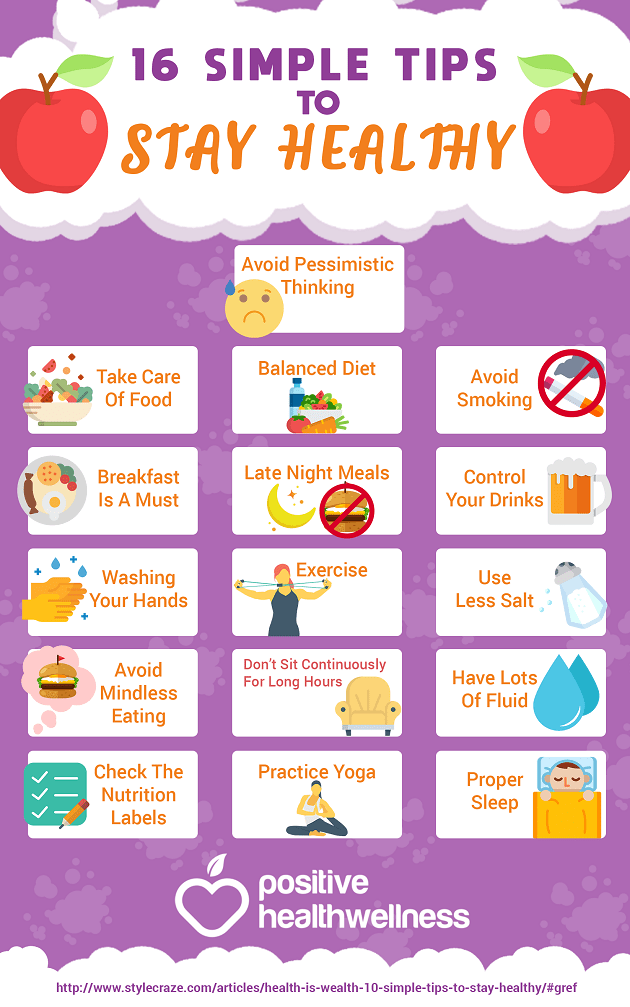 16 SIMPLE TIPS
TO
STAY HEALTHY
Avoid Pessimistic
Thinking
Take Care
Of Food
Balanced Diet
Avoid
Smoking
Breakfast
Is A Must
Late Night Meals
Control
Your Drinks
Washing
Your Hands
Exercise
Use
Less Salt
Avoid
Mindless
Eating
Don't Sit Continuously
For Long Hours
Have Lots
Of Fluid
Check The
Nutrition
Labels
Practice Yoga
Proper
Sleep
positive
healthwellness
http://www.stylecraze.com/articles/health-is-wealth-10-simple-tips-to-stay-healthy/#gref